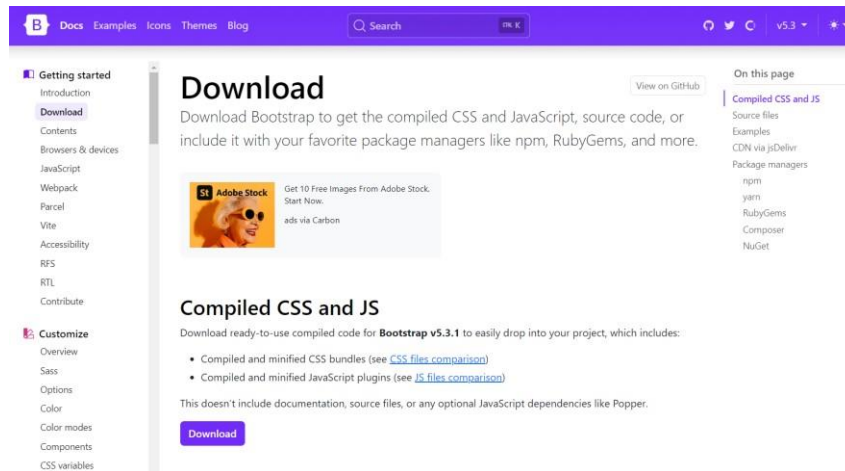 B Docs Examples Icons Themes Blog
Search
CTRL K
v5.3
Getting started
Introduction
Download
Contents
Browsers & devices
JavaScript
Webpack
Parcel
Vite
Accessibility
RFS
RTL
Contribute
Customize
Overview
Sass
Options
Color
Color modes
Components
CSS variables
Download
View on GitHub
Download Bootstrap to get the compiled CSS and JavaScript, source code, or
include it with your favorite package managers like npm, RubyGems, and more.
St Adobe Stock
Get 10 Free Images From Adobe Stock.
Start Now.
ads via Carbon
Compiled CSS and JS
Download ready-to-use compiled code for Bootstrap v5.3.1 to easily drop into your project, which includes:
• Compiled and minified CSS bundles (see CSS files comparison)
• Compiled and minified JavaScript plugins (see JS files comparison)
This doesn't include documentation, source files, or any optional JavaScript dependencies like Popper.
Download
On this page
Compiled CSS and JS
Source files
Examples
CDN via jsDelivr
Package managers
npm
yarn
RubyGems
Composer
NuGet